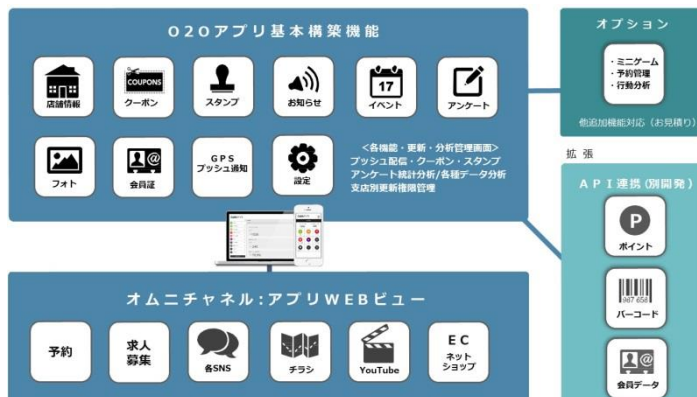 O2Oアプリ基本構築機能
店舗情報
COUPONS
クーポン
スタンプ
お知らせ
17
イベント
アンケート
フォト
会員証
GPS
プッシュ通知
設定
<各機能・更新・分析管理画面>
プッシュ配信・クーポン・スタンプ
アンケート統計分析/各種データ分析
支店別更新権限管理
オプション
・ミニゲーム
・予約管理
・行動分析
他追加機能対応（お見積り）
拡張
API連携(別開発)
P
ポイント
987 658
バーコード
会員データ
オムニチャネル:アプリWEBビュー
予約
求人
募集
各SNS
チラシ
YouTube
EC
ネット
ショップ